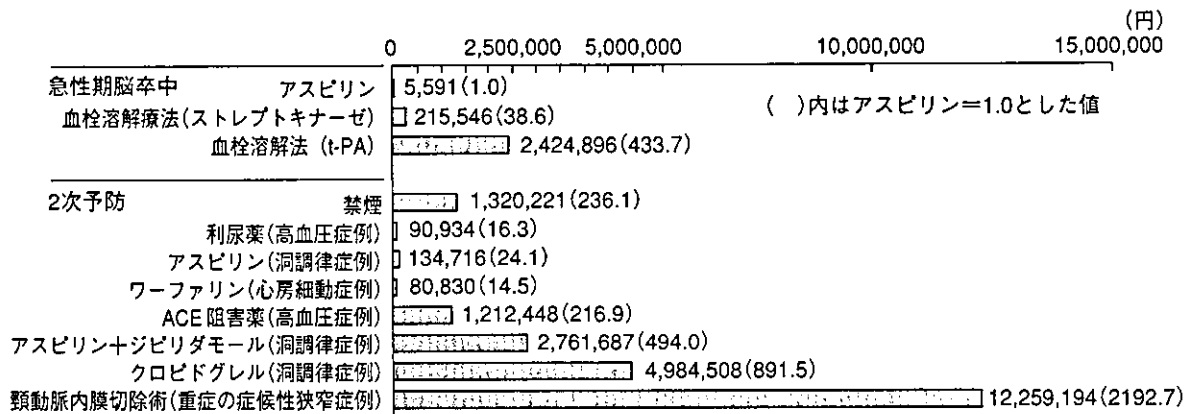 (円)
0 2,500,000 5,000,000 10,000,000 15,000,000
急性期脳卒中 アスピリン 5,591(1.0)
( )内はアスピリン=1.0とした値
血栓溶解療法(ストレプトキナーゼ) 215,546(38.6)
血栓溶解法 (t-PA) 2,424,896(433.7)
2次予防 禁煙 1,320,221(236.1)
利尿薬(高血圧症例) 90,934(16.3)
アスピリン(洞調律症例) 134,716(24.1)
ワーファリン(心房細動症例) 80,830(14.5)
ACE阻害薬(高血圧症例) 1,212,448(216.9)
アスピリン+ジピリダモール(洞調律症例) 2,761,687(494.0)
クロピドグレル(洞調律症例) 4,984,508(891.5)
頸動脈内膜切除術(重症の症候性狭窄症例) 12,259,194(2192.7)